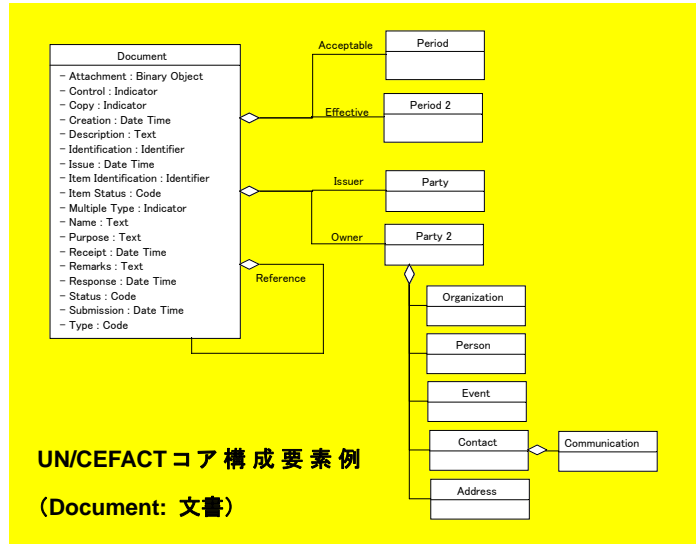 Document
- Attachment : Binary Object
- Control : Indicator
- Copy : Indicator
- Creation : Date Time
- Description : Text
- Identification : Identifier
- Issue : Date Time
- Item Identification : Identifier
- Item Status : Code
- Multiple Type : Indicator
- Name : Text
- Purpose : Text
- Receipt : Date Time
- Remarks : Text
- Response : Date Time
- Status : Code
- Submission : Date Time
- Type : Code
Acceptable
Period
Effective
Period 2
Issuer
Party
Owner
Party 2
Reference
Organization
Person
Event
Contact
Communication
Address
UN/CEFACTコア構成要素例
(Document: 文書)